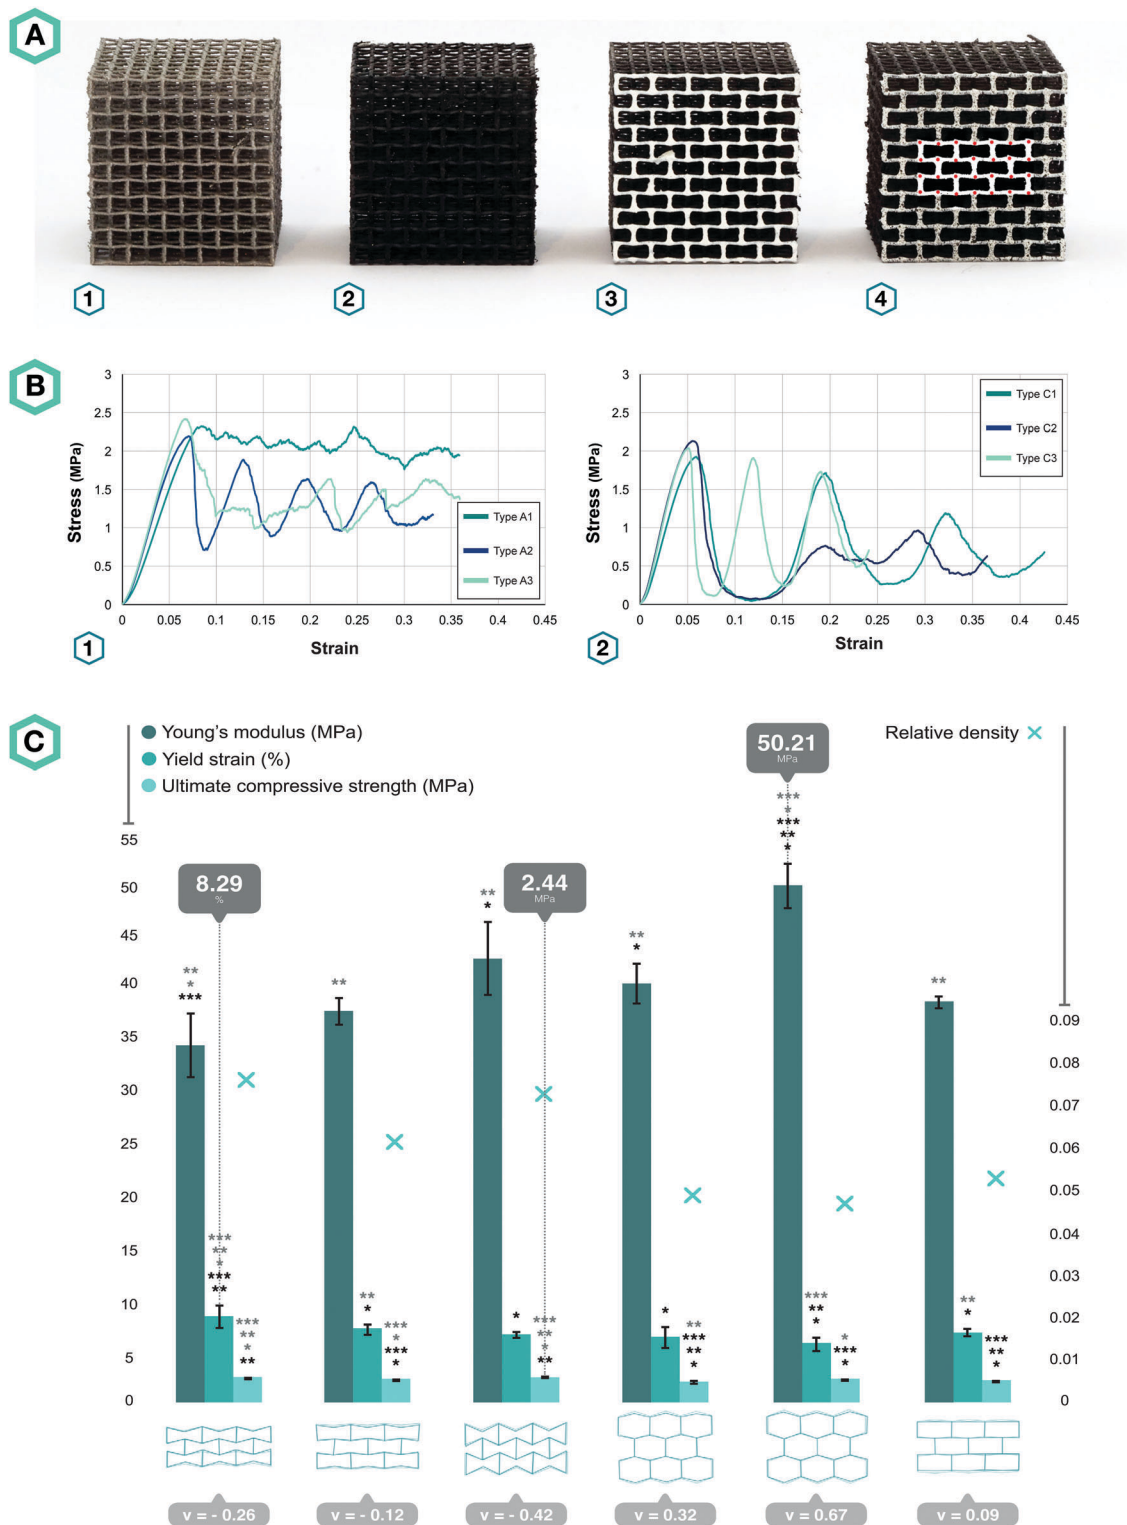 A
1
2
3
4
B
3
2.5
2
1.5
1
0.5
0
Stress (MPa)
0 0.05 0.1 0.15 0.2 0.25 0.3 0.35 0.4 0.45
Strain
Type A1
Type A2
Type A3
1
3
2.5
2
1.5
1
0.5
0
Stress (MPa)
0 0.05 0.1 0.15 0.2 0.25 0.3 0.35 0.4 0.45
Strain
Type C1
Type C2
Type C3
2
C
Young's modulus (MPa)
Yield strain (%)
Ultimate compressive strength (MPa)
Relative density
50.21
MPa
8.29
%
2.44
MPa
55
50
45
40
35
30
25
20
15
10
5
0
0.09
0.08
0.07
0.06
0.05
0.04
0.03
0.02
0.01
0
v = - 0.26
v = - 0.12
v = - 0.42
v = 0.32
v = 0.67
v = 0.09